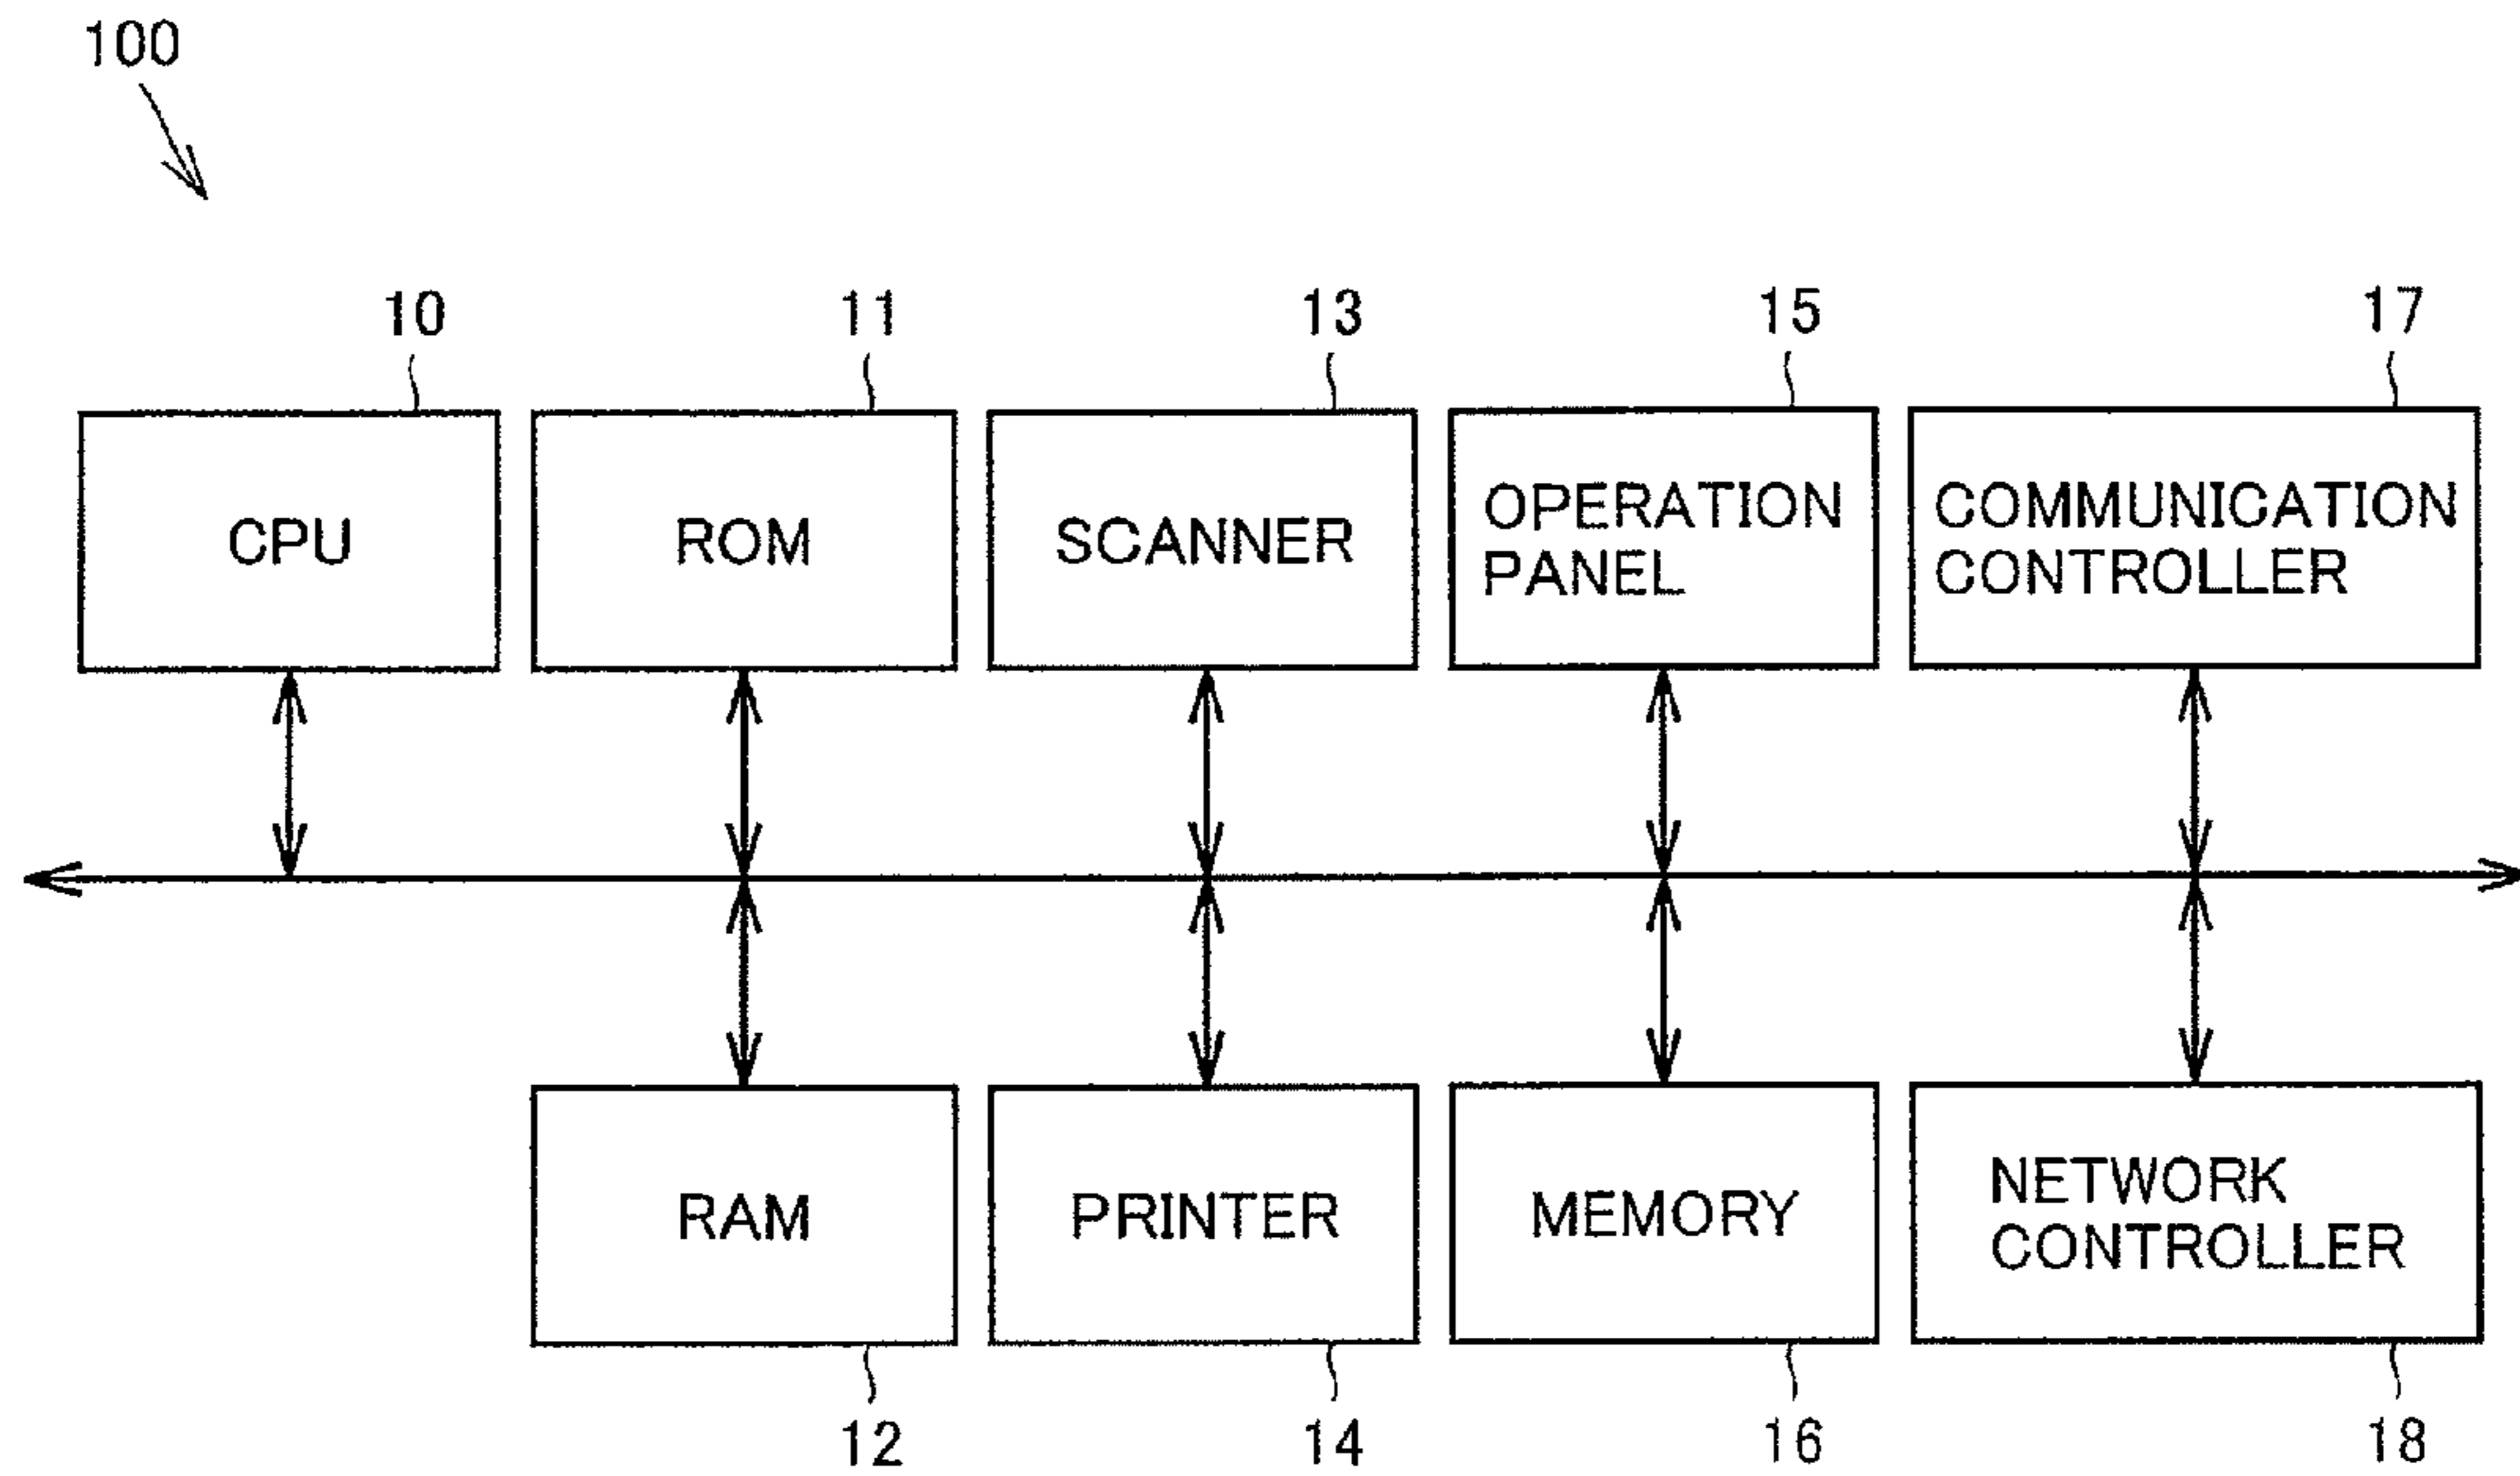 100
10
11
13
15
17
CPU
ROM
SCANNER
OPERATION
PANEL
COMMUNICATION
CONTROLLER
RAM
PRINTER
MEMORY
NETWORK
CONTROLLER
12
14
16
18